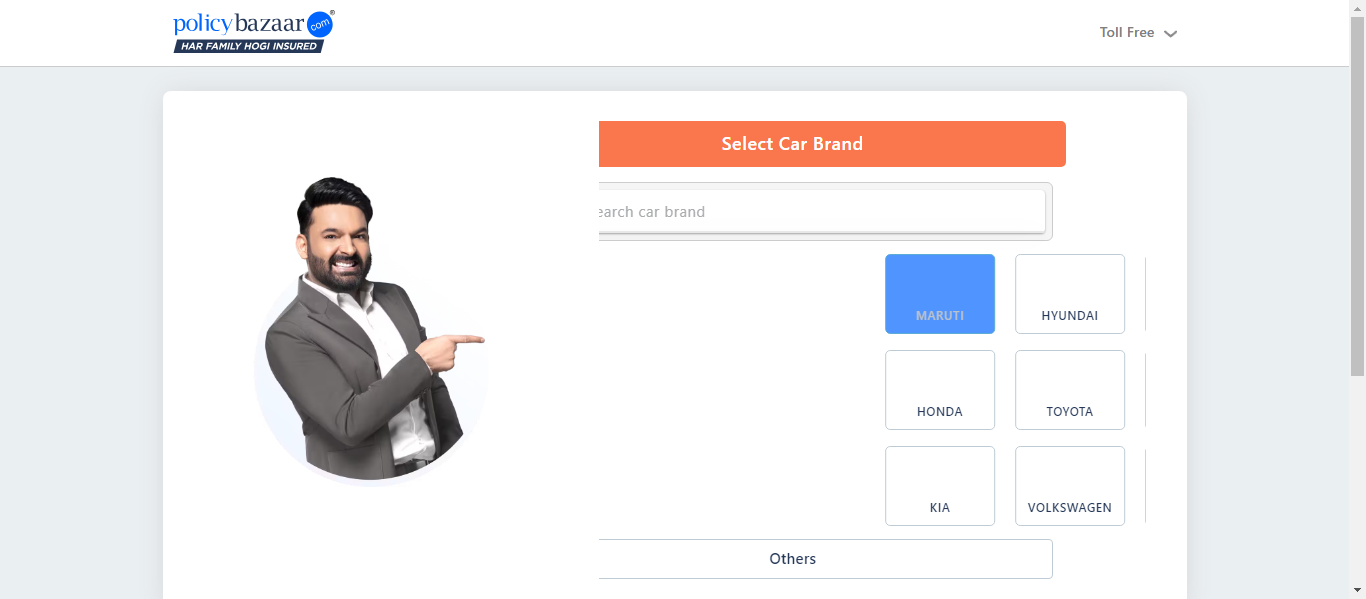 policybazaar.com®
HAR FAMILY HOGI INSURED
Toll Free
Select Car Brand
earch car brand
MARUTI
HYUNDAI
HONDA
TOYOTA
KIA
VOLKSWAGEN
Others